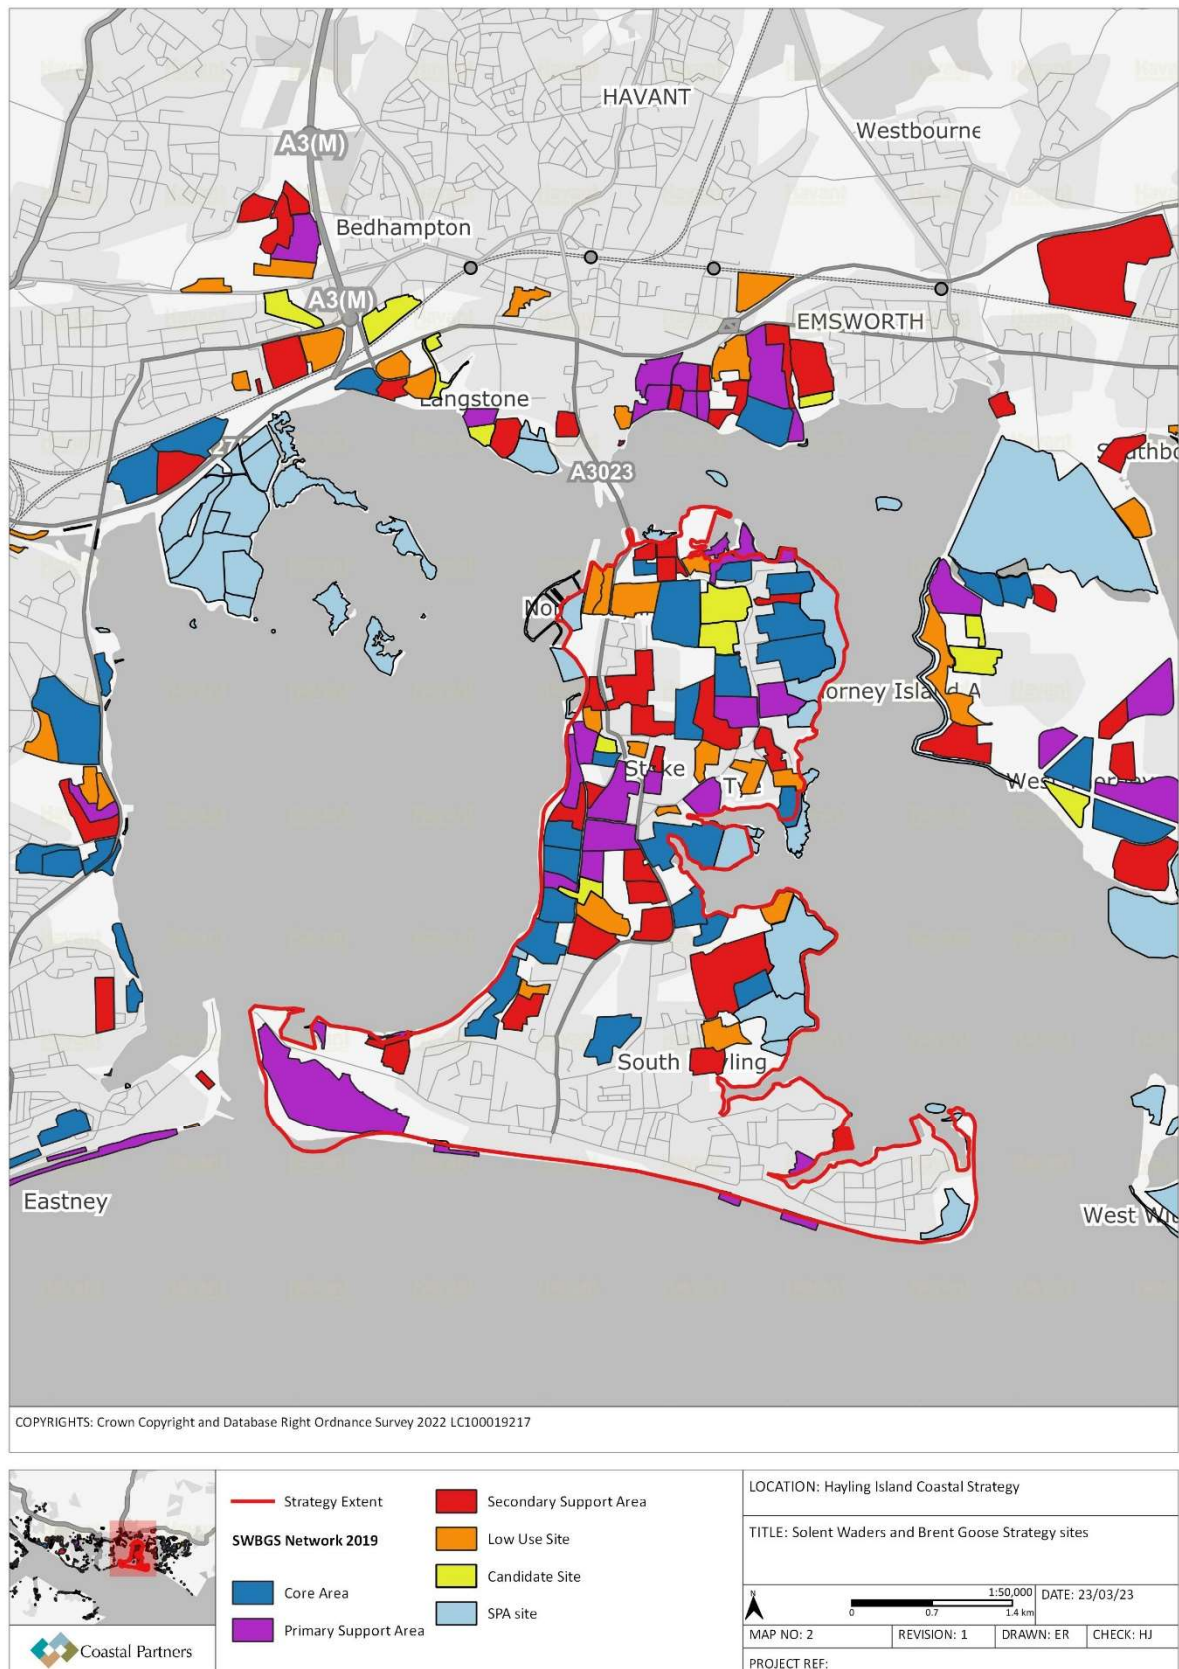 HAVANT
Westbourne
A3(M)
Bedhampton
A3(M)
EMSWORTH
Langstone
A3023
Eastney
COPYRIGHTS: Crown Copyright and Database Right Ordnance Survey 2022 LC100019217
Strategy Extent
SWBGS Network 2019
Core Area
Primary Support Area
Secondary Support Area
Low Use Site
Candidate Site
SPA site
Coastal Partners
LOCATION: Hayling Island Coastal Strategy
TITLE: Solent Waders and Brent Goose Strategy sites
N
1:50,000
0 0.7 1.4 km
DATE: 23/03/23
MAP NO: 2 REVISION: 1 DRAWN: ER CHECK: HJ
PROJECT REF: